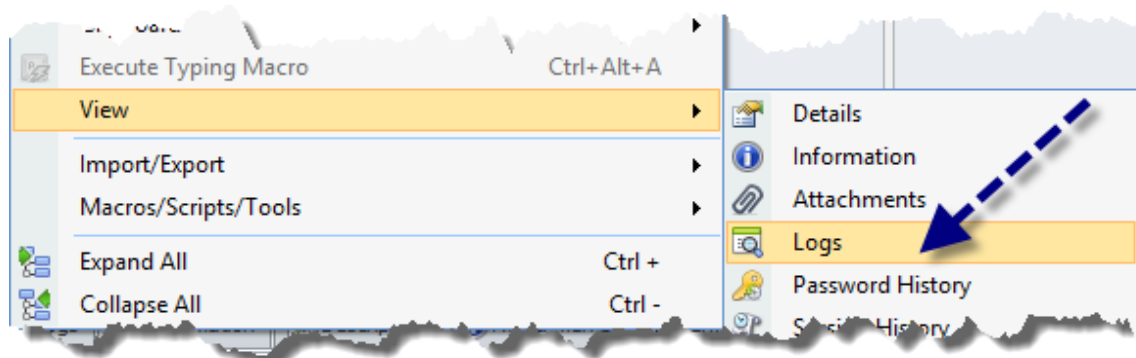 Execute Typing Macro Ctrl+Alt+A
View
Import/Export
Macros/Scripts/Tools
Expand All Ctrl +
Collapse All Ctrl -
Details
Information
Attachments
Logs
Password History
History